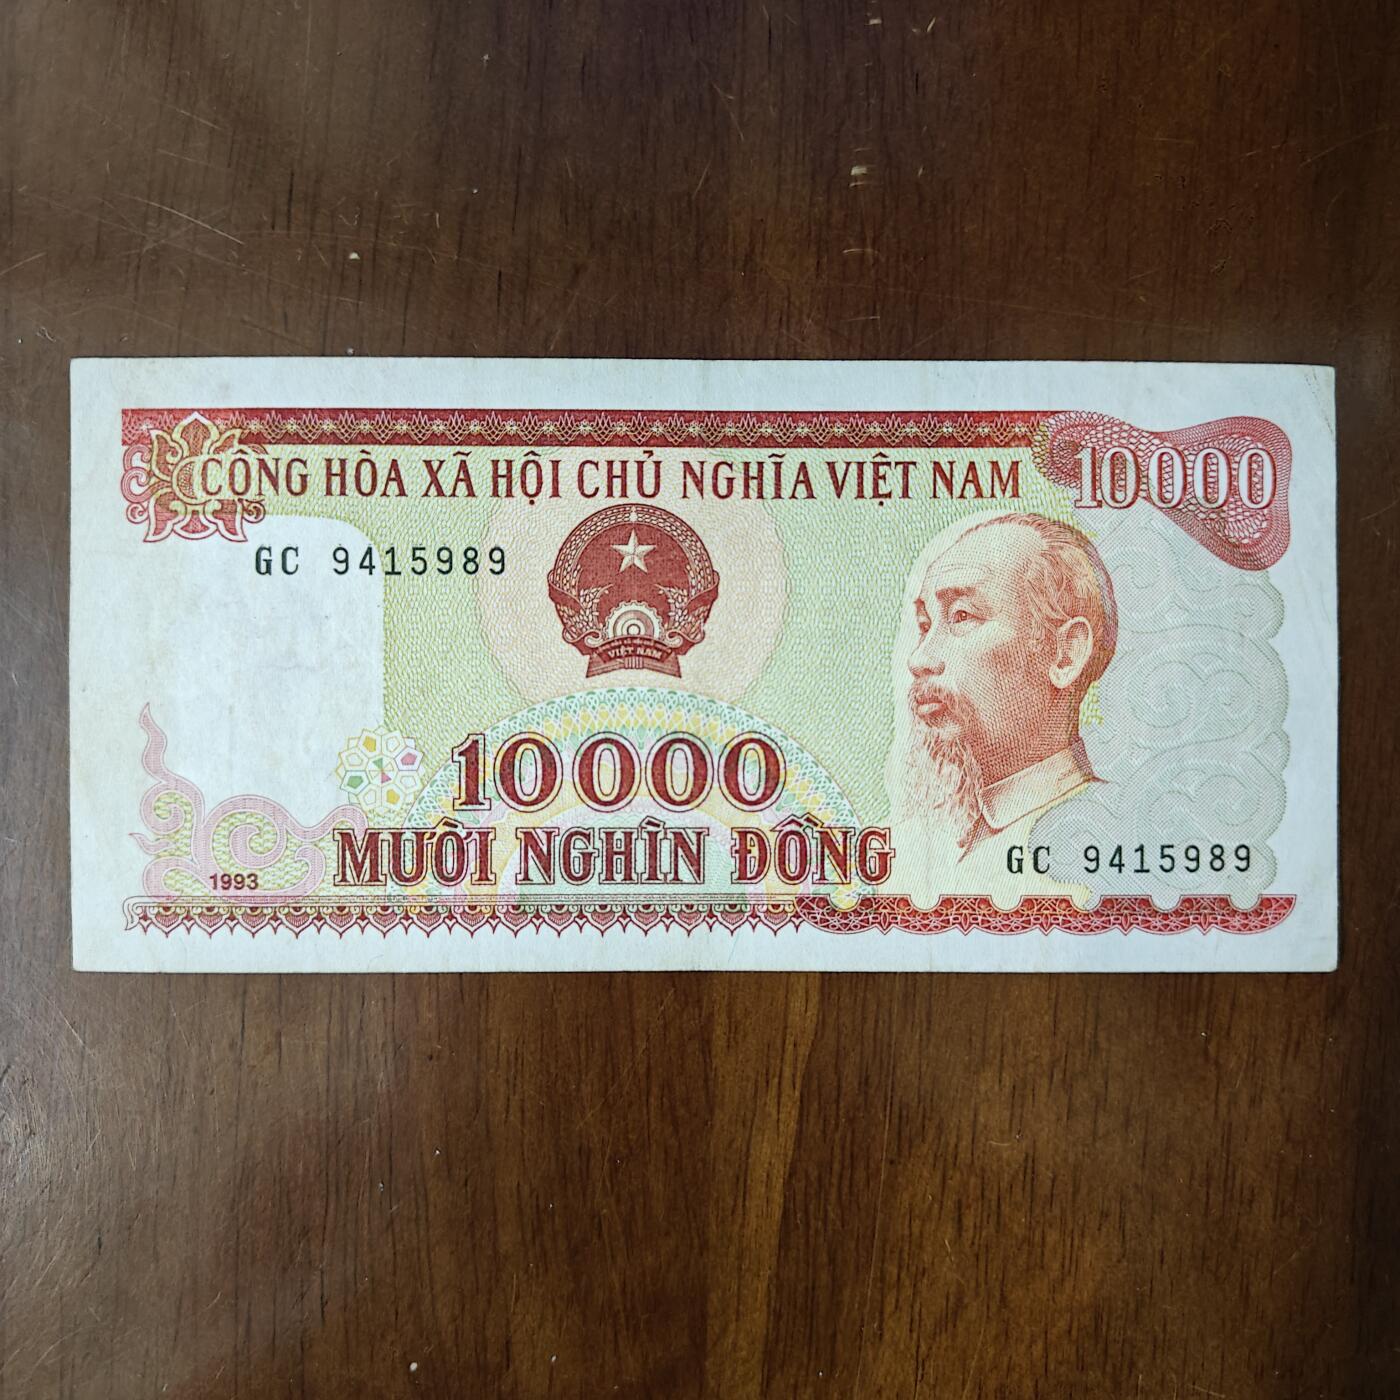 CỘNG HÒA XÃ HỘI CHỦ NGHĨA VIỆT NAM
10000
GC 9415989
VIỆT NAM
10000
MƯỜI NGHÌN ĐỒNG
GC 9415989
1993